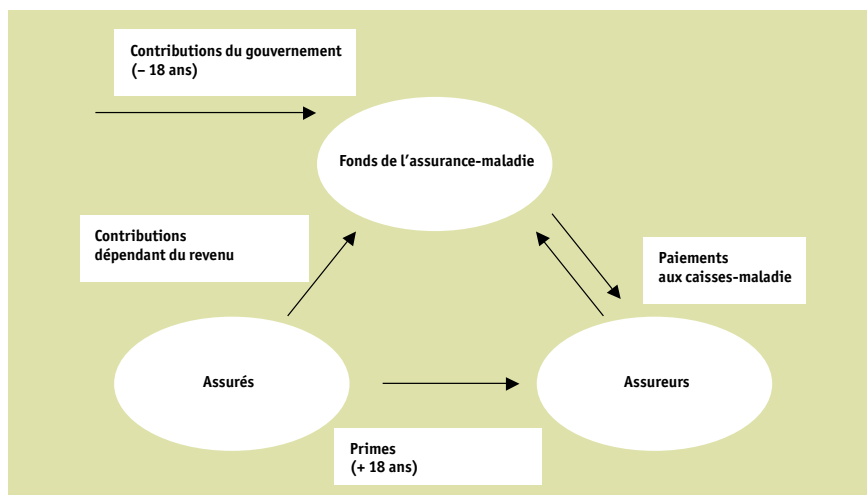 Contributions du gouvernement
(– 18 ans)
Fonds de l’assurance-maladie
Contributions
dépendant du revenu
Paiements
aux caisses-maladie
Assurés
Assureurs
Primes
(+ 18 ans)